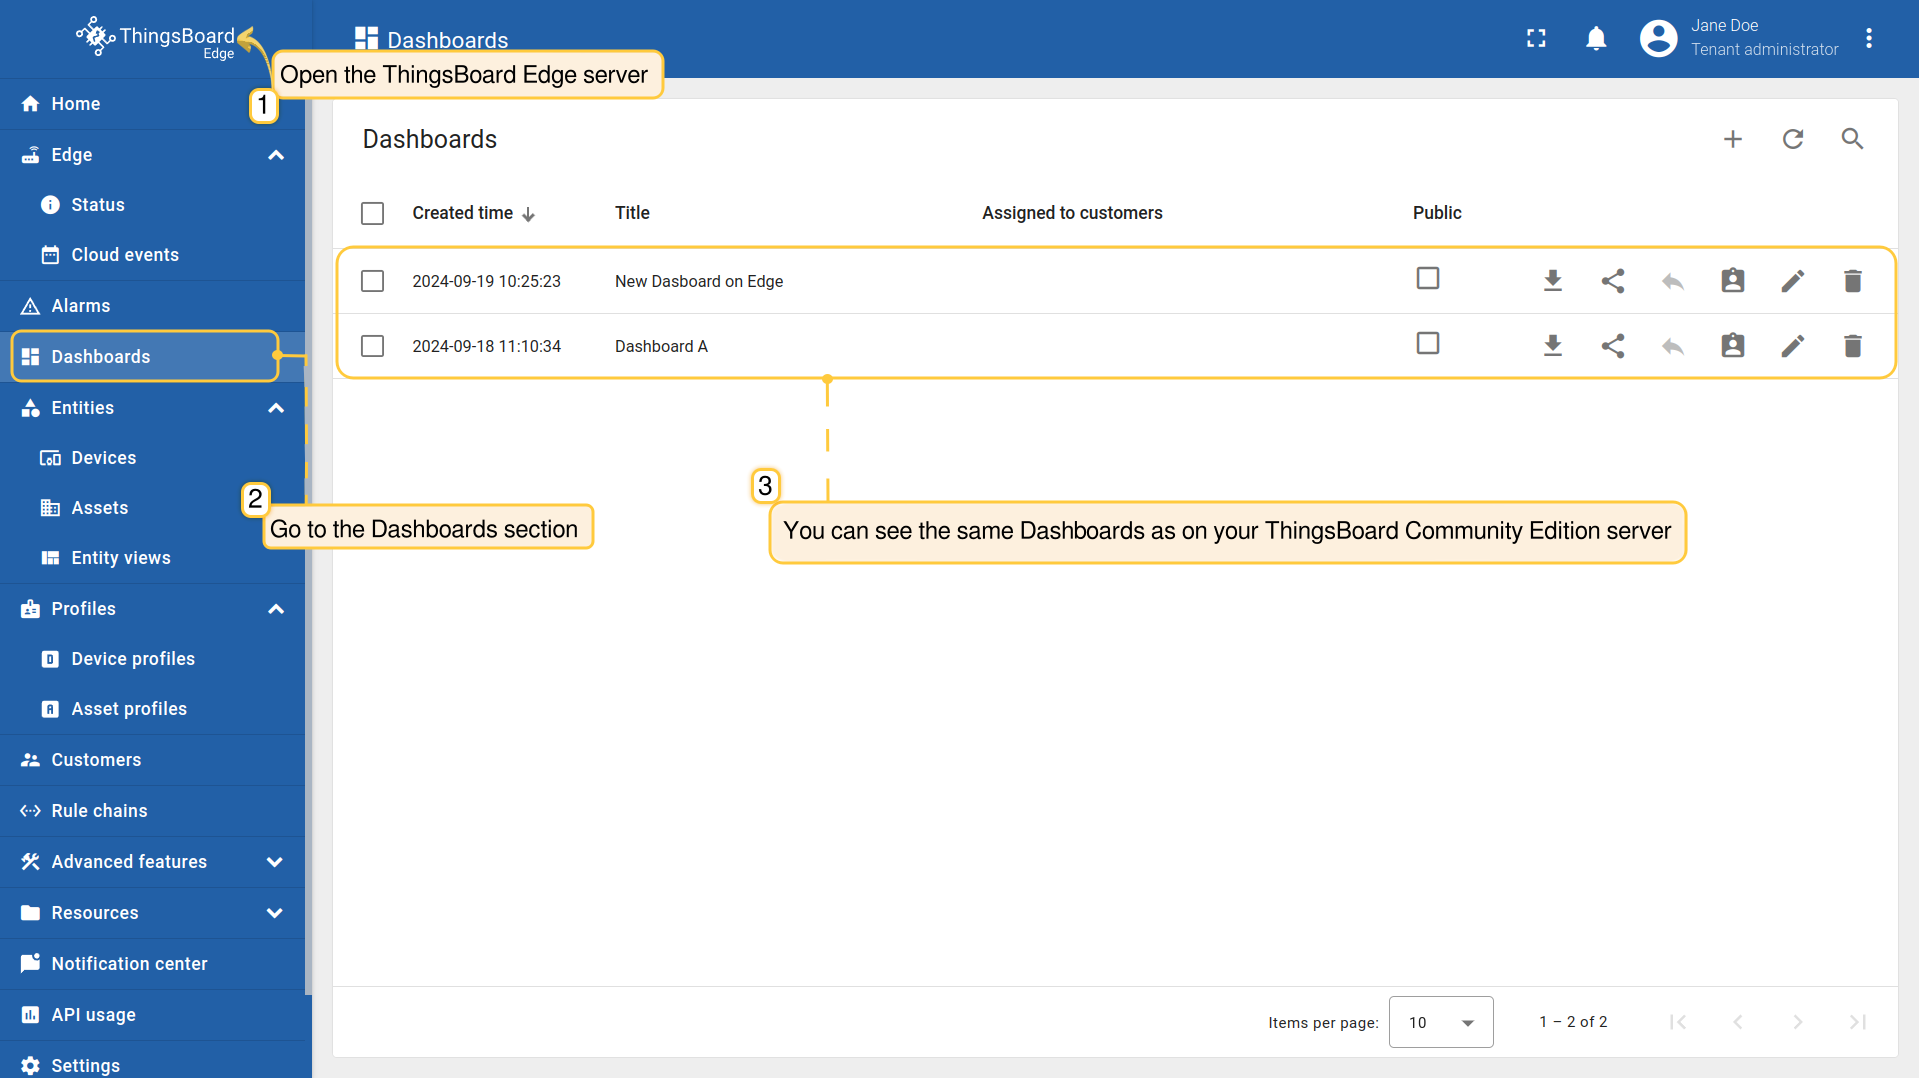 ThingsBoard
Edge
Dashboards
Jane Doe
Tenant administrator
Open the ThingsBoard Edge server
1
Home
Edge
Status
Cloud events
Alarms
Dashboards
Entities
Devices
Assets
Entity views
Profiles
Device profiles
Asset profiles
Customers
Rule chains
Advanced features
Resources
Notification center
API usage
Settings
2
Go to the Dashboards section
Dashboards
Created time
Title
Assigned to customers
Public
2024-09-19 10:25:23
New Dasboard on Edge
2024-09-18 11:10:34
Dashboard A
3
You can see the same Dashboards as on your ThingsBoard Community Edition server
Items per page:
10
1 – 2 of 2